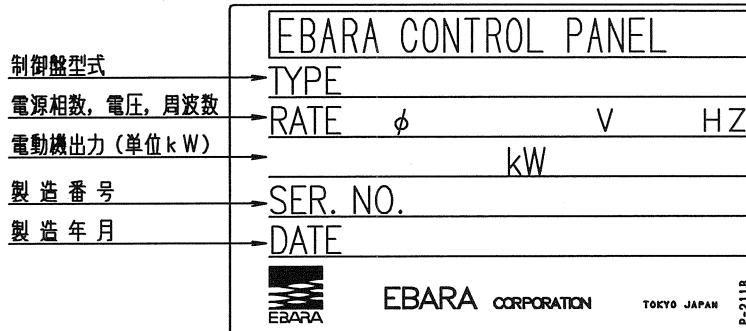 EBARA CONTROL PANEL
制御盤型式
TYPE
電源相数, 電圧, 周波数
RATE φ V HZ
電動機出力 (単位kW)
kW
製造番号
SER. NO.
製造年月
DATE
EBARA
EBARA CORPORATION
TOKYO JAPAN
P-211B